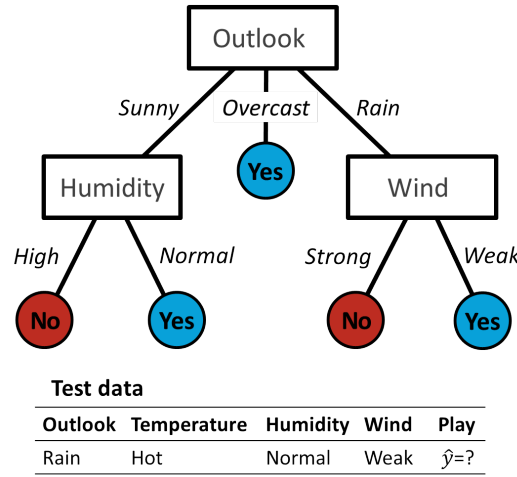 Outlook
Sunny Overcast Rain
Yes
Humidity Wind
High Normal Strong Weak
No Yes No Yes
Test data
Outlook Temperature Humidity Wind Play
Rain Hot Normal Weak ŷ=?